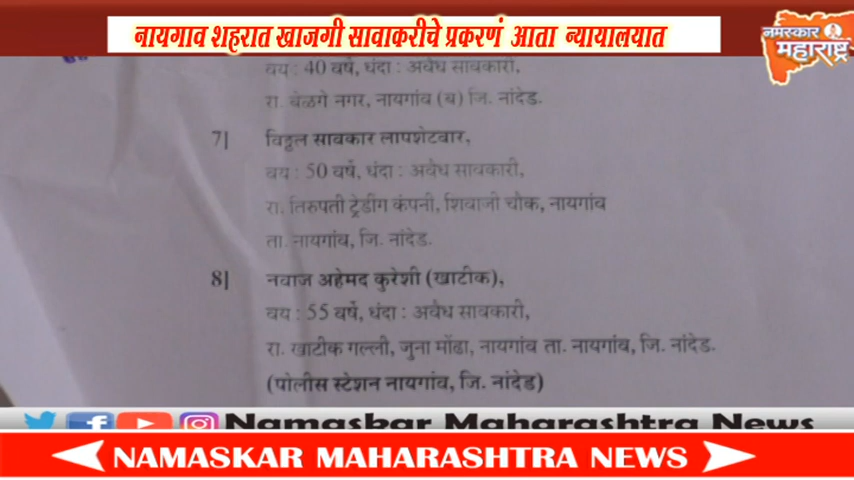 नायगाव शहरात खाजगी सावाकरीचे प्रकरणं आता न्यायालयात
नमस्कार
महाराष्ट्र
वय : 40 वर्षे, धंदा : अवैध सावकारी,
रा. बेळगे नगर, नायगांव (ब) जि. नांदेड.
7] विठ्ठल सावकार लापशेटवार,
वय : 50 वर्षे, धंदा : अवैध सावकारी,
रा. तिरुपती ट्रेडींग कंपनी, शिवाजी चौक, नायगांव
ता. नायगांव, जि. नांदेड.
8] नवाज अहेमद कुरेशी (खाटीक),
वय : 55 वर्षे, धंदा : अवैध सावकारी,
रा. खाटीक गल्ली, जुना मोंढा, नायगांव ता. नायगांव, जि. नांदेड.
(पोलीस स्टेशन नायगांव, जि. नांदेड)
Namaskar Maharashtra News
NAMASKAR MAHARASHTRA NEWS